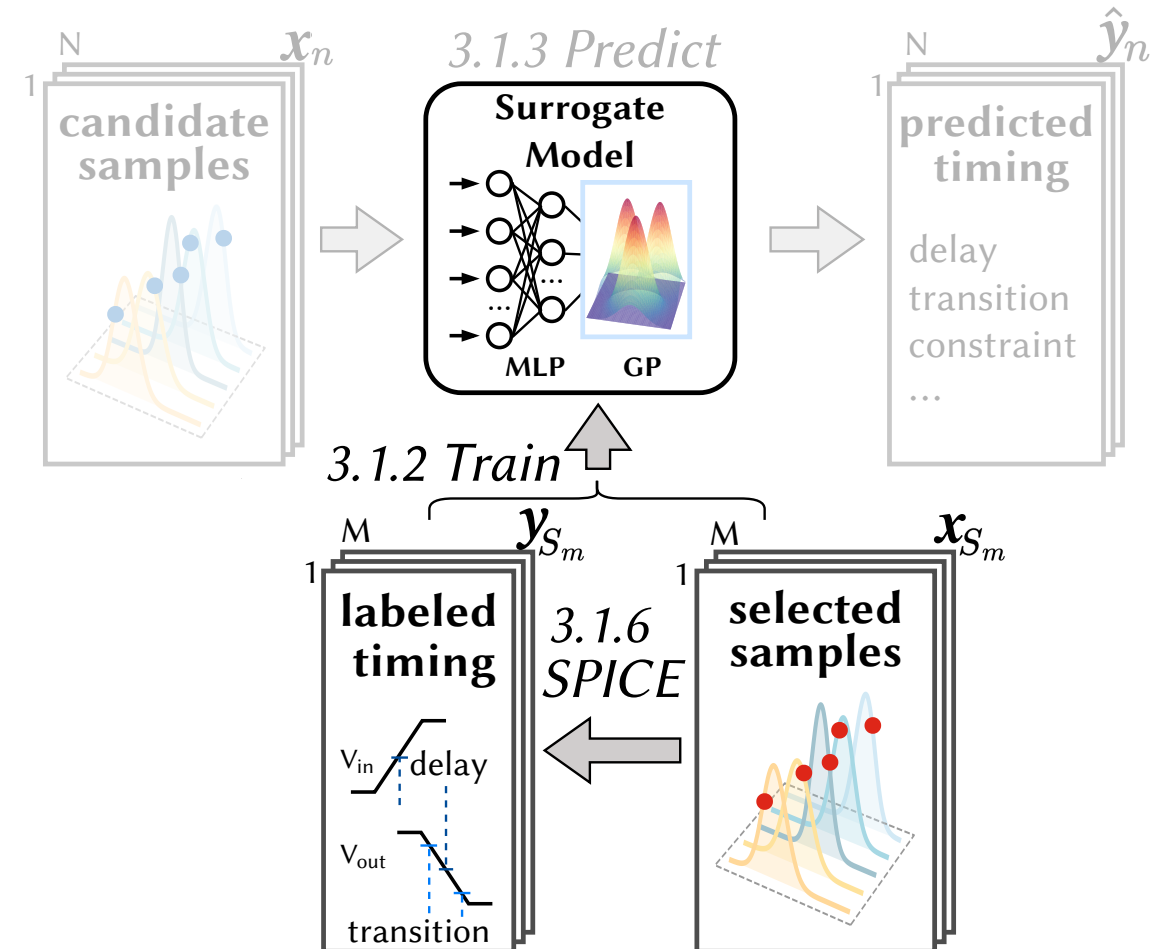 N
x_n
1
candidate
samples
3.1.3 Predict
Surrogate
Model
...
...
MLP
GP
N
ŷ_n
1
predicted
timing
delay
transition
constraint
...
3.1.2 Train
M
y_{S_m}
1
labeled
timing
V_in
delay
V_out
transition
3.1.6
SPICE
M
x_{S_m}
1
selected
samples